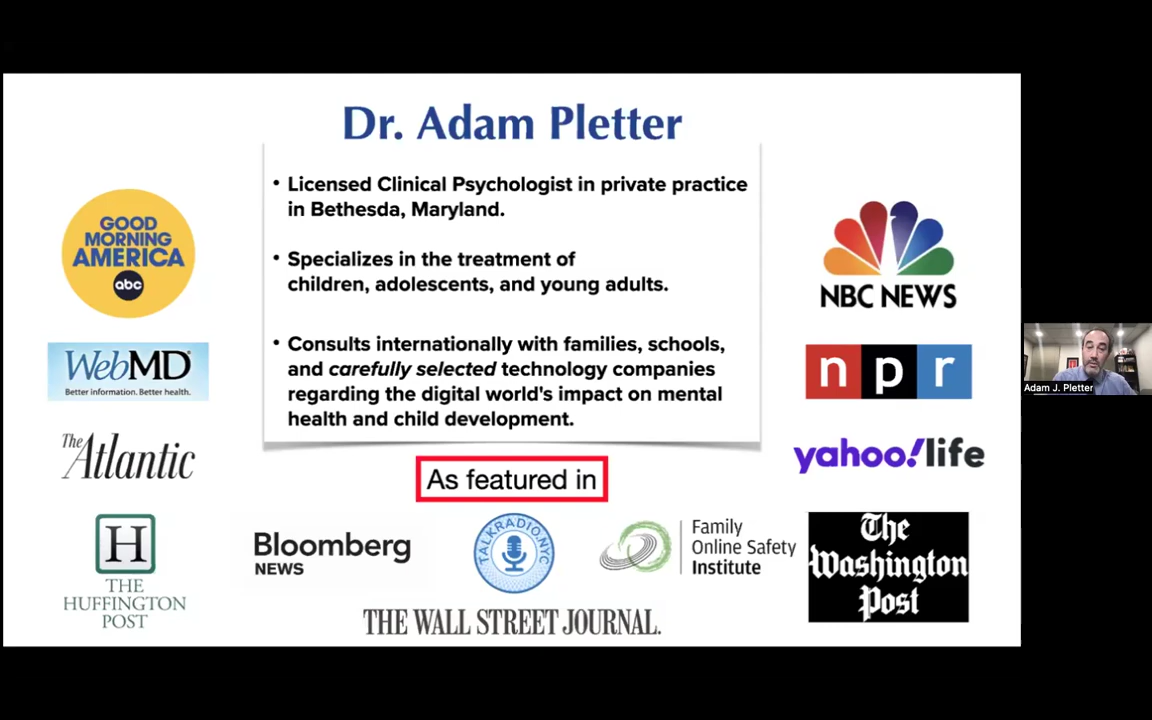 Dr. Adam Pletter
• Licensed Clinical Psychologist in private practice
in Bethesda, Maryland.
• Specializes in the treatment of
children, adolescents, and young adults.
• Consults internationally with families, schools,
and carefully selected technology companies
regarding the digital world's impact on mental
health and child development.
GOOD
MORNING
AMERICA
abc
WebMD
Better information. Better health.
The Atlantic
H
THE
HUFFINGTON
POST
As featured in
Bloomberg
NEWS
TALKRADIO.NYC
Family
Online Safety
Institute
THE WALL STREET JOURNAL.
NBC NEWS
npr
yahoo!life
The
Washington
Post
Adam J. Pletter